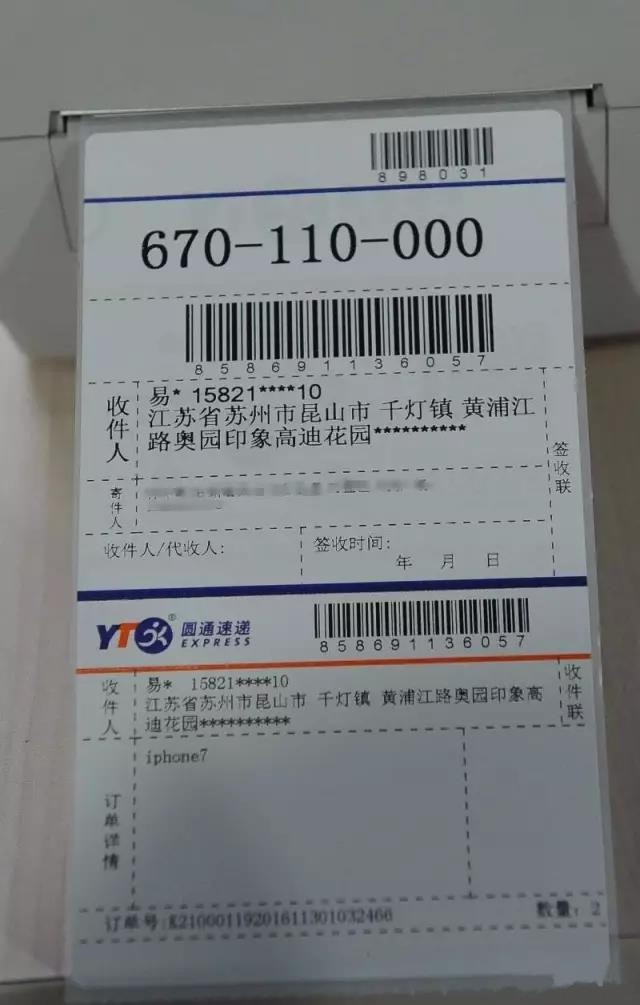 898031
670-110-000
858691136057
收件人
易* 15821****10
江苏省苏州市昆山市 千灯镇 黄浦江
路奥园印象高迪花园**********
签收联
寄件人
收件人/代收人:
签收时间:
年 月 日
YTO® 圆通速递
EXPRESS
858691136057
收件人
易* 15821****10
江苏省苏州市昆山市 千灯镇 黄浦江路奥园印象高
迪花园**********
收件联
订单详情
iphone7
订单号:K21000119201611301032466
数量: 2